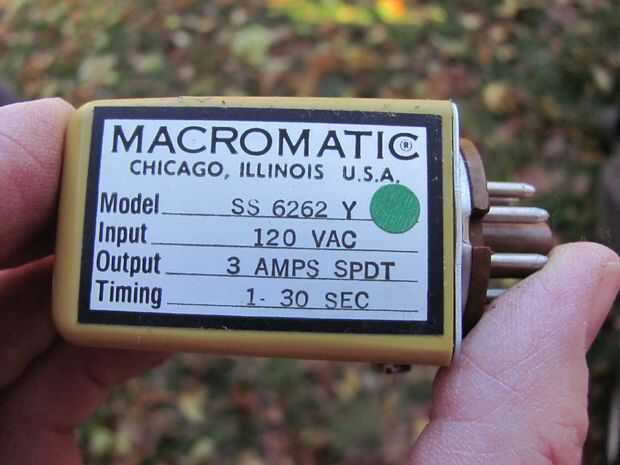 MACROMATIC®
CHICAGO, ILLINOIS U.S.A.
Model SS 6262 Y
Input 120 VAC
Output 3 AMPS SPDT
Timing 1- 30 SEC